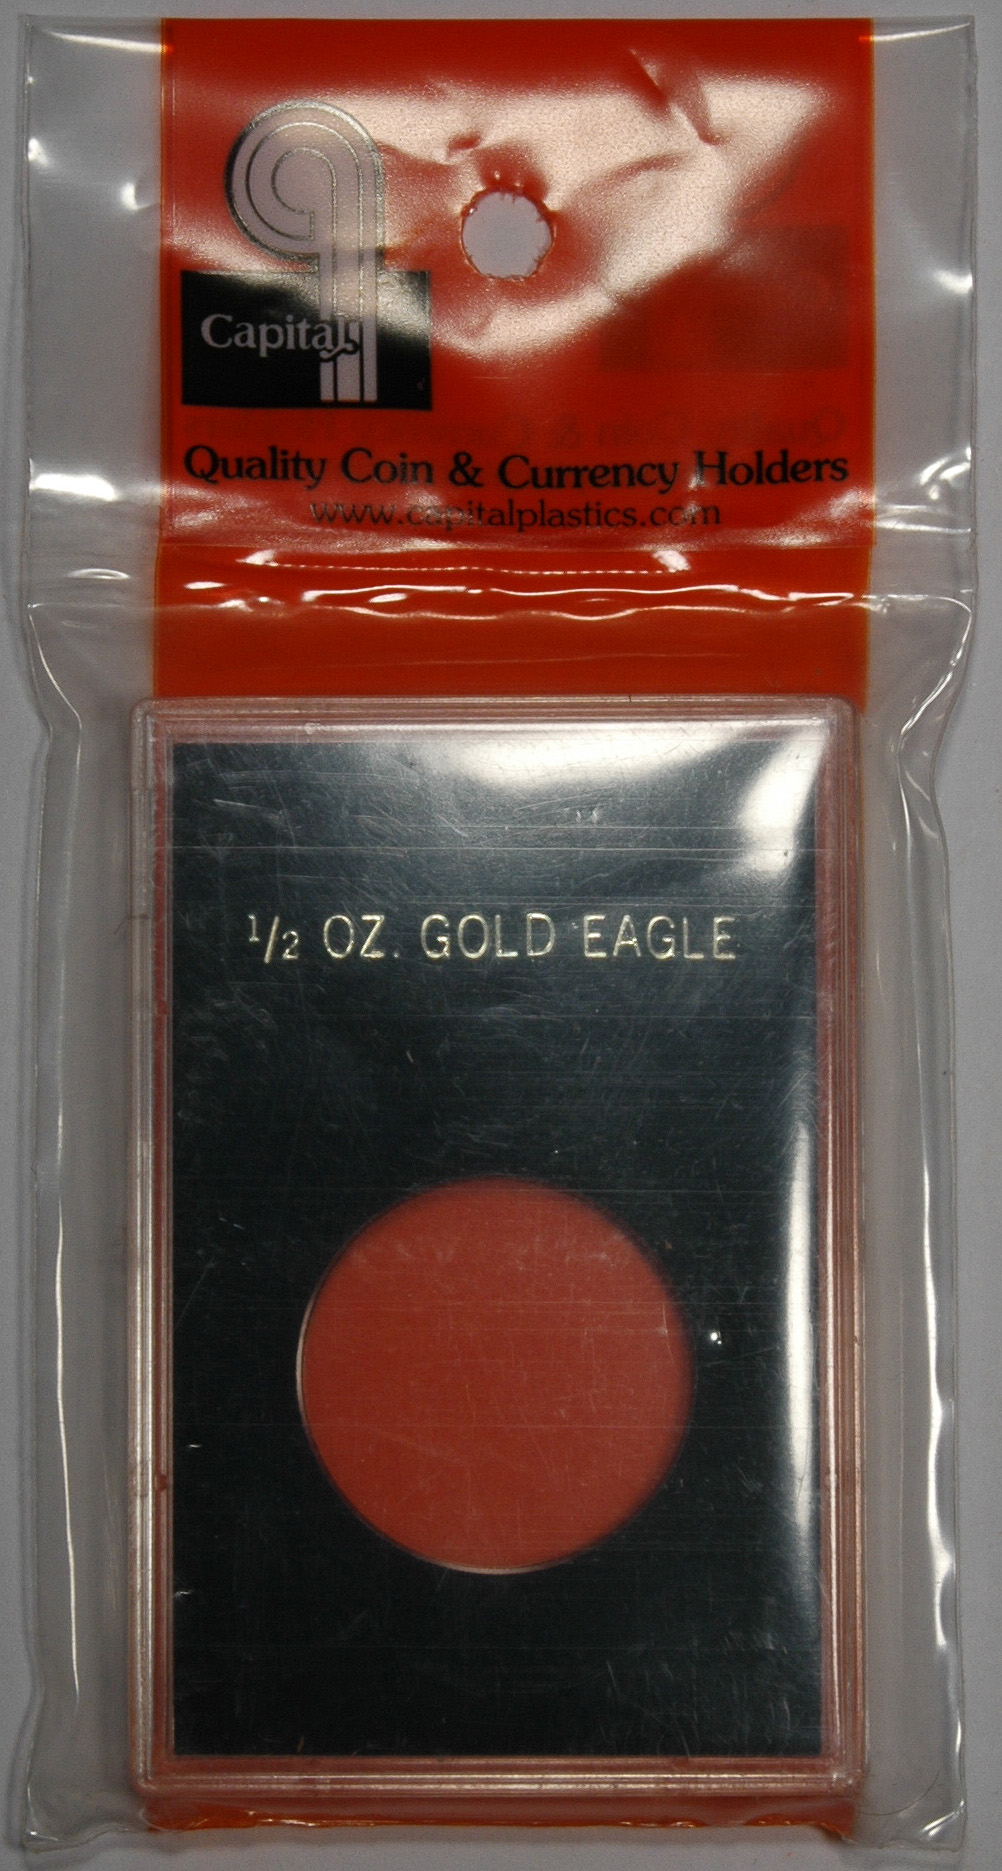 Capital
Quality Coin & Currency Holders
www.capitalplastics.com
1/2 OZ. GOLD EAGLE